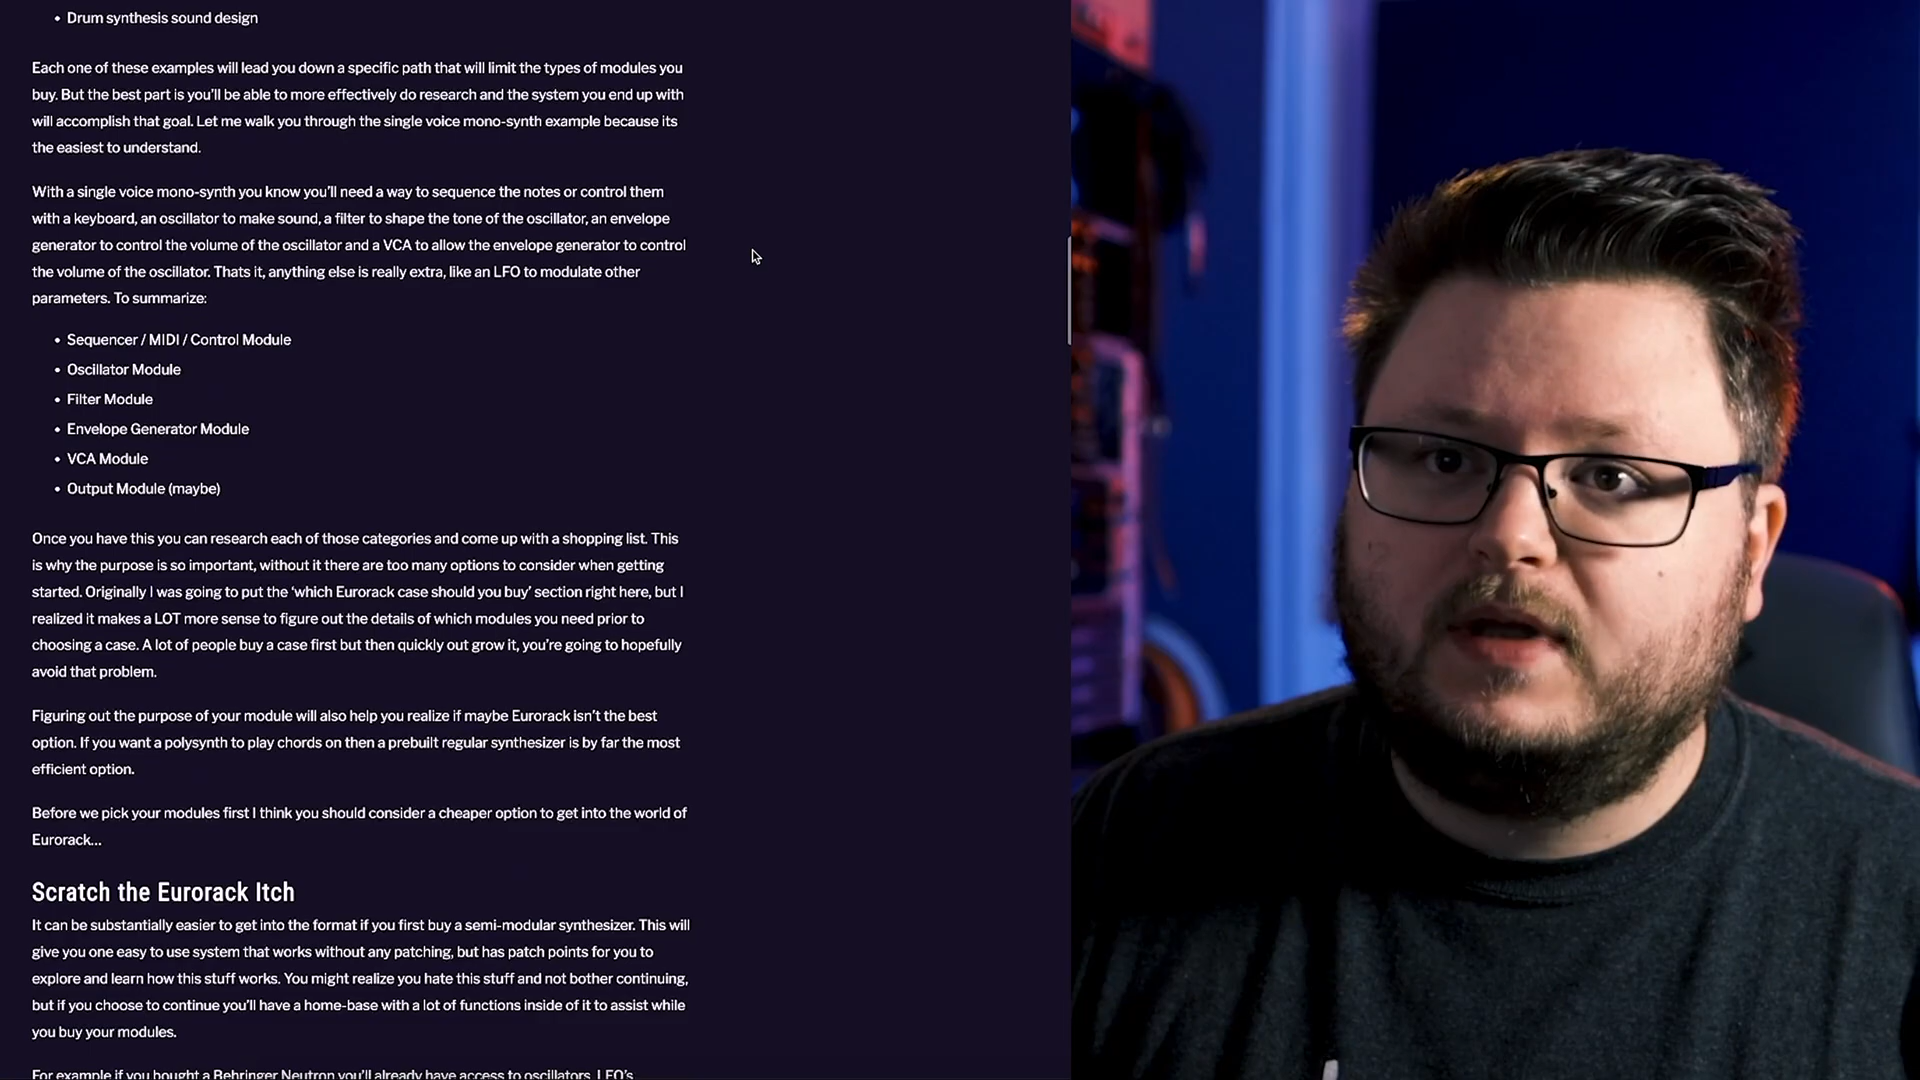 Drum synthesis sound design
Each one of these examples will lead you down a specific path that will limit the types of modules you
buy. But the best part is you'll be able to more effectively do research and the system you end up with
will accomplish that goal. Let me walk you through the single voice mono-synth example because its
the easiest to understand.
With a single voice mono-synth you know you'll need a way to sequence the notes or control them
with a keyboard, an oscillator to make sound, a filter to shape the tone of the oscillator, an envelope
generator to control the volume of the oscillator and a VCA to allow the envelope generator to control
the volume of the oscillator. Thats it, anything else is really extra, like an LFO to modulate other
parameters. To summarize:
Sequencer / MIDI / Control Module
Oscillator Module
Filter Module
Envelope Generator Module
VCA Module
Output Module (maybe)
Once you have this you can research each of those categories and come up with a shopping list. This
is why the purpose is so important, without it there are too many options to consider when getting
started. Originally I was going to put the 'which Eurorack case should you buy' section right here, but I
realized it makes a LOT more sense to figure out the details of which modules you need prior to
choosing a case. A lot of people buy a case first but then quickly out grow it, you're going to hopefully
avoid that problem.
Figuring out the purpose of your module will also help you realize if maybe Eurorack isn't the best
option. If you want a polysynth to play chords on then a prebuilt regular synthesizer is by far the most
efficient option.
Before we pick your modules first I think you should consider a cheaper option to get into the world of
Eurorack...
Scratch the Eurorack Itch
It can be substantially easier to get into the format if you first buy a semi-modular synthesizer. This will
give you one easy to use system that works without any patching, but has patch points for you to
explore and learn how this stuff works. You might realize you hate this stuff and not bother continuing,
but if you choose to continue you'll have a home-base with a lot of functions inside of it to assist while
you buy your modules.
For example if you bought a Behringer Neutron you'll already have access to oscillators, LFO's